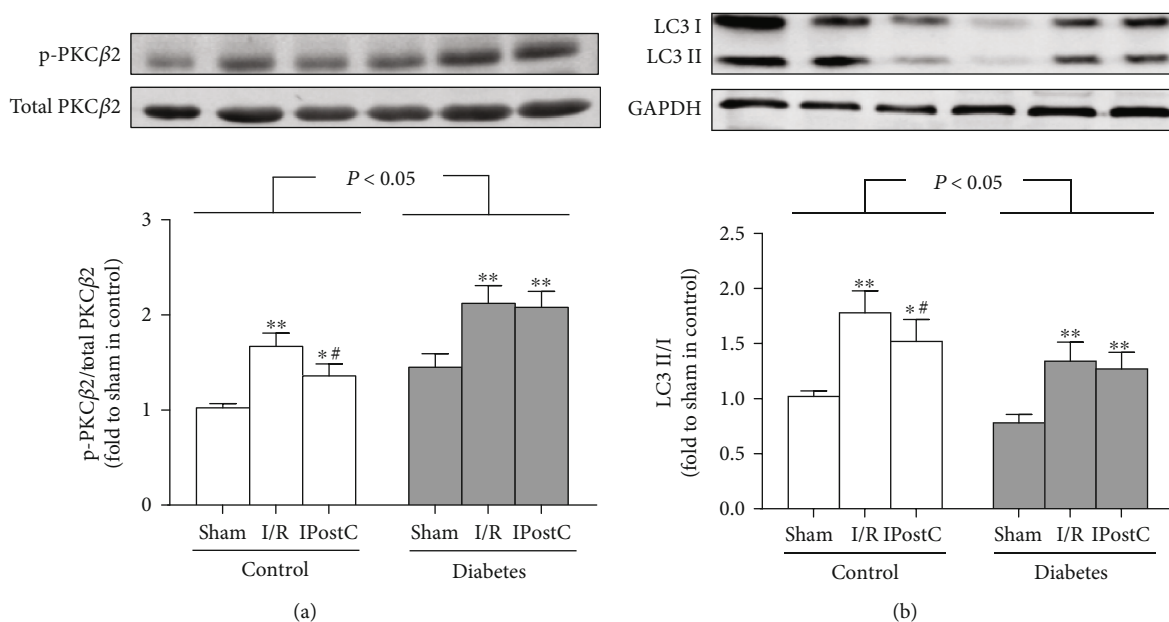 p-PKCβ2
Total PKCβ2
P < 0.05
3
2
1
0
p-PKCβ2/total PKCβ2
(fold to sham in control)
**
* #
**
**
Sham I/R IPostC Sham I/R IPostC
Control Diabetes
(a)
LC3 I
LC3 II
GAPDH
P < 0.05
2.5
2.0
1.5
1.0
0.5
0.0
LC3 II/I
(fold to sham in control)
**
* #
**
**
Sham I/R IPostC Sham I/R IPostC
Control Diabetes
(b)